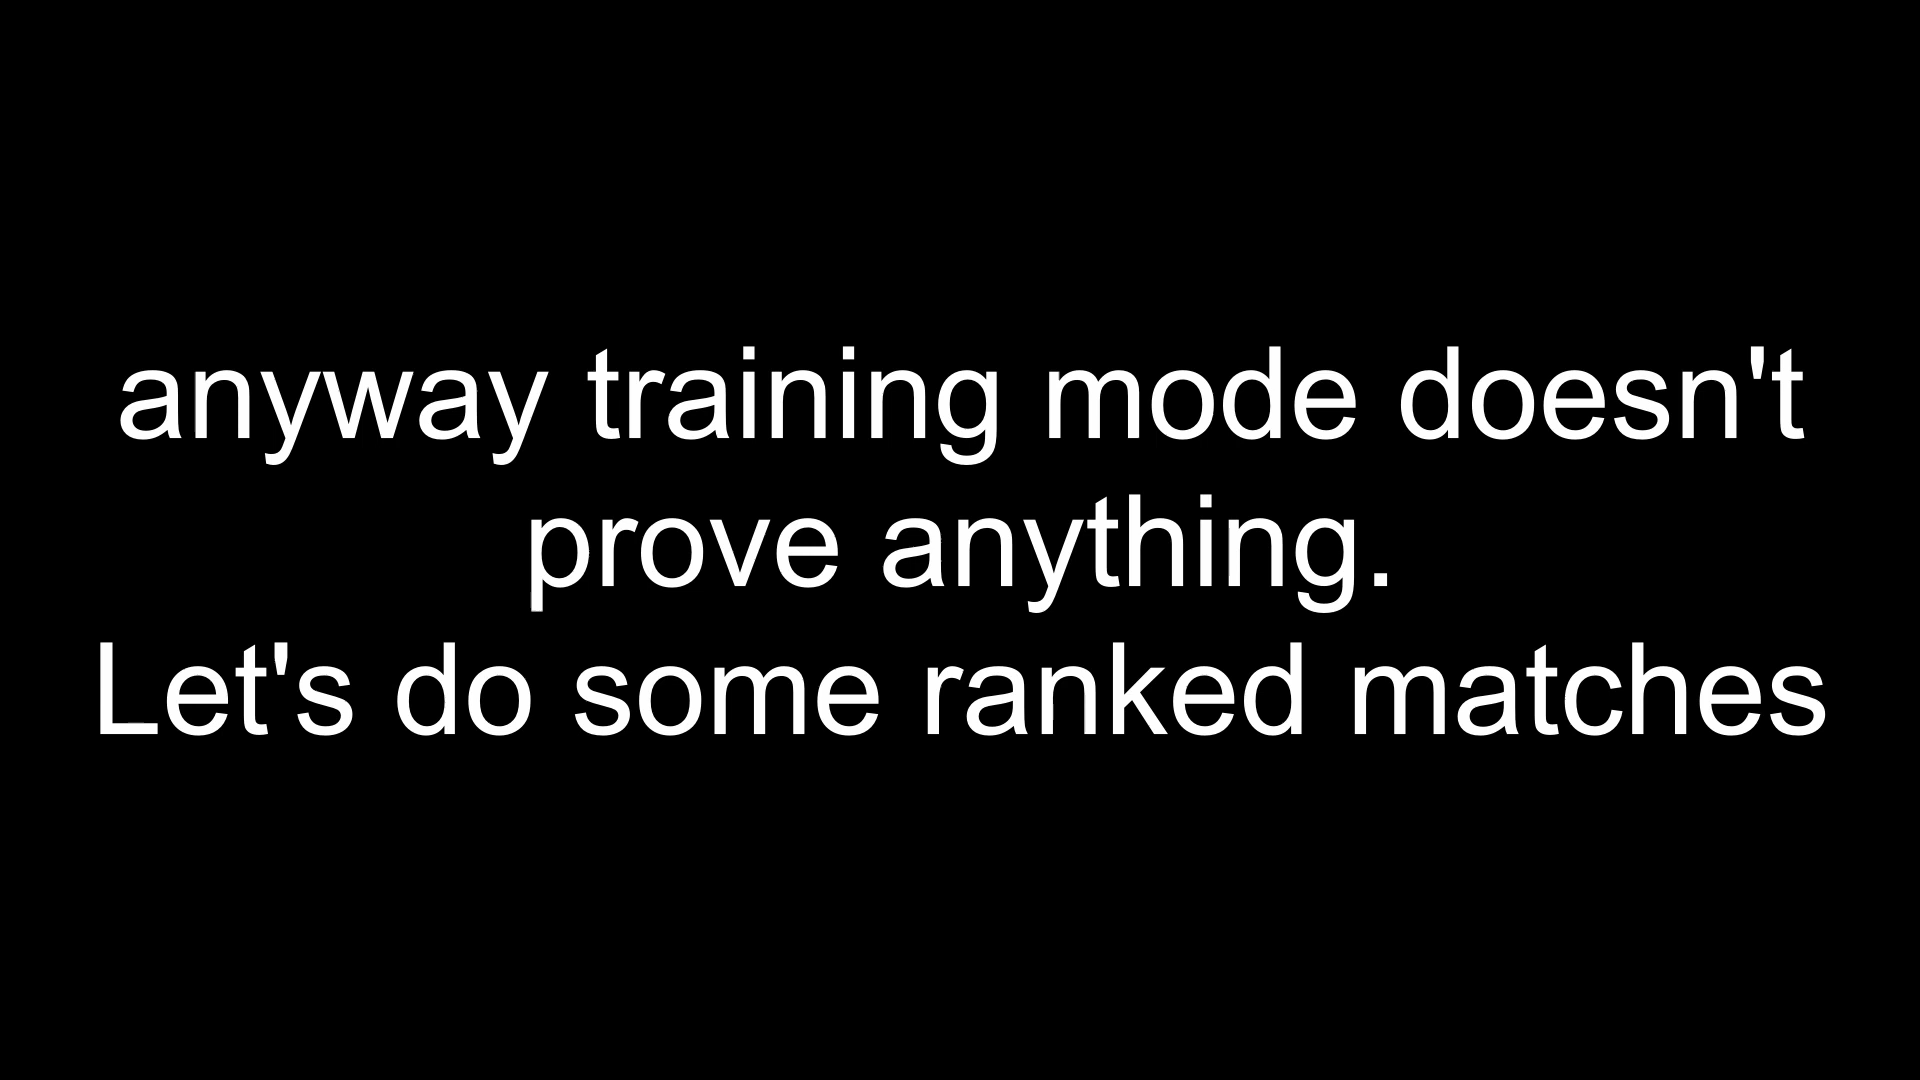 anyway training mode doesn't
prove anything.
Let's do some ranked matches